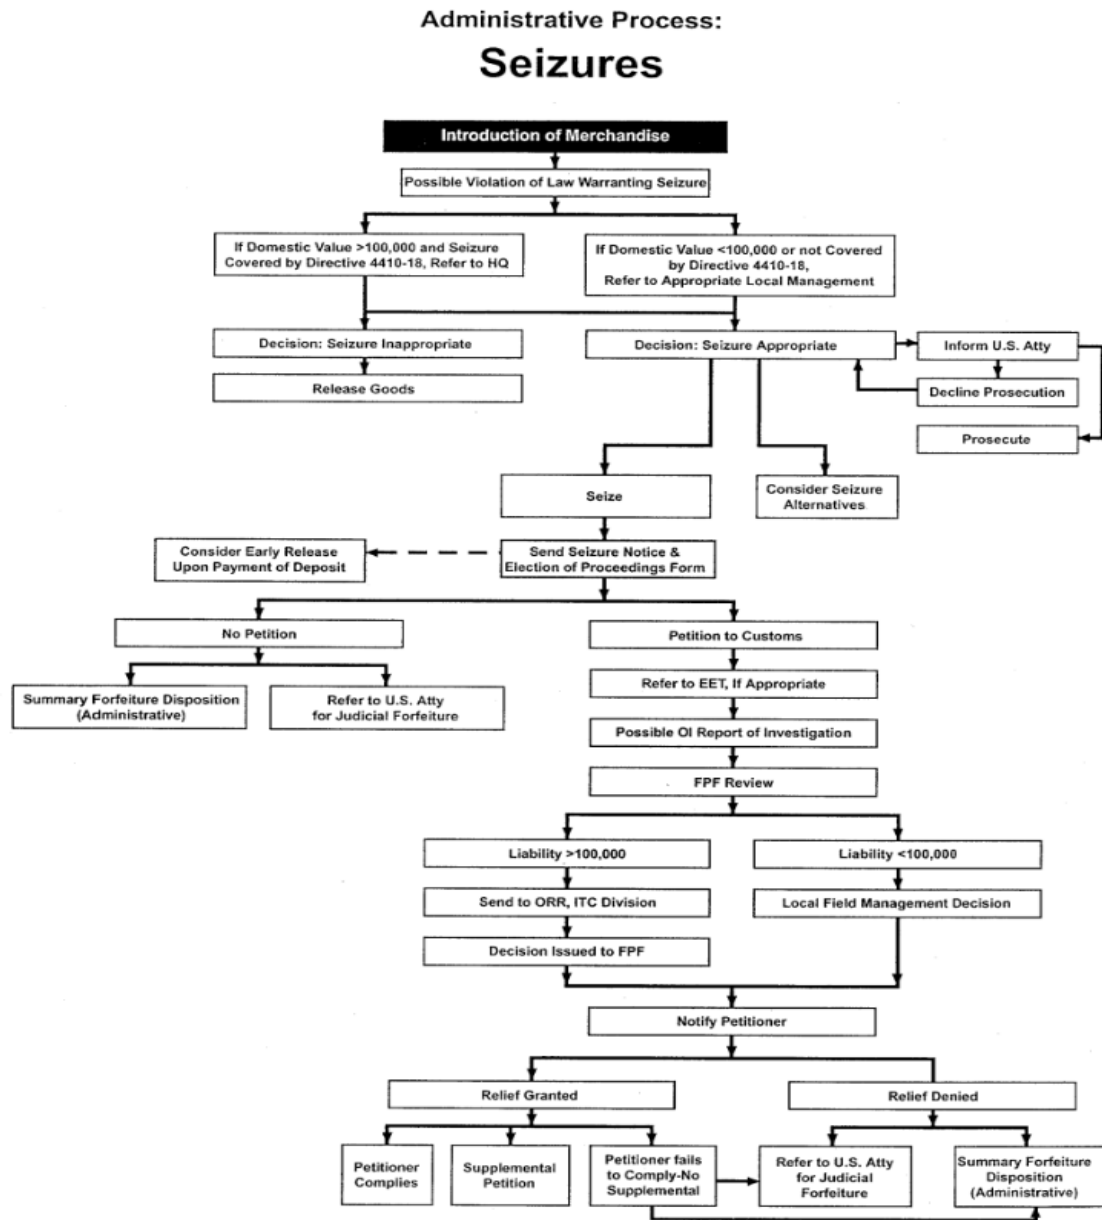 Administrative Process:
Seizures
Introduction of Merchandise
Possible Violation of Law Warranting Seizure
If Domestic Value >100,000 and Seizure
Covered by Directive 4410-18, Refer to HQ
If Domestic Value <100,000 or not Covered
by Directive 4410-18,
Refer to Appropriate Local Management
Decision: Seizure Inappropriate
Decision: Seizure Appropriate
Inform U.S. Atty
Release Goods
Decline Prosecution
Prosecute
Seize
Consider Seizure
Alternatives
Consider Early Release
Upon Payment of Deposit
Send Seizure Notice &
Election of Proceedings Form
No Petition
Petition to Customs
Summary Forfeiture Disposition
(Administrative)
Refer to U.S. Atty
for Judicial Forfeiture
Refer to EET, If Appropriate
Possible OI Report of Investigation
FPF Review
Liability >100,000
Liability <100,000
Send to ORR, ITC Division
Local Field Management Decision
Decision Issued to FPF
Notify Petitioner
Relief Granted
Relief Denied
Petitioner
Complies
Supplemental
Petition
Petitioner fails
to Comply-No
Supplemental
Refer to U.S. Atty
for Judicial
Forfeiture
Summary Forfeiture
Disposition
(Administrative)